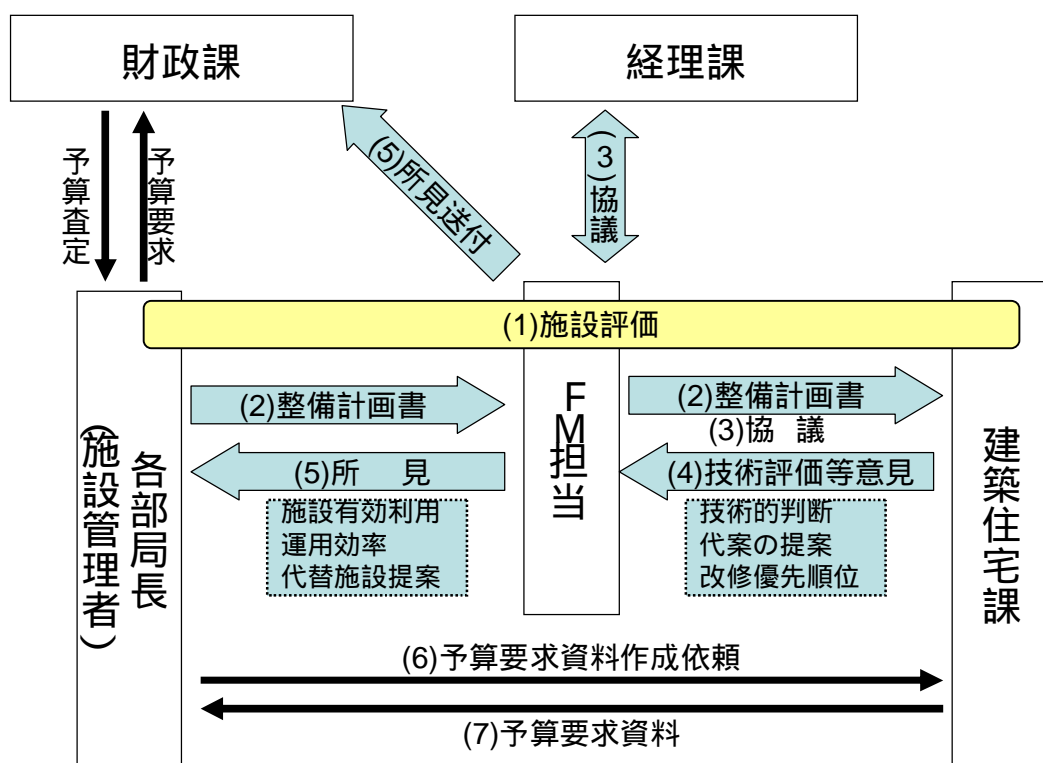 財政課
経理課
予算査定
予算要求
(5)所見送付
(3)協議
(1)施設評価
(2)整備計画書
(2)整備計画書
(3)協 議
(5)所 見
(4)技術評価等意見
施設有効利用
運用効率
代替施設提案
技術的判断
代案の提案
改修優先順位
各部局長
(施設管理者)
FM担当
建築住宅課
(6)予算要求資料作成依頼
(7)予算要求資料